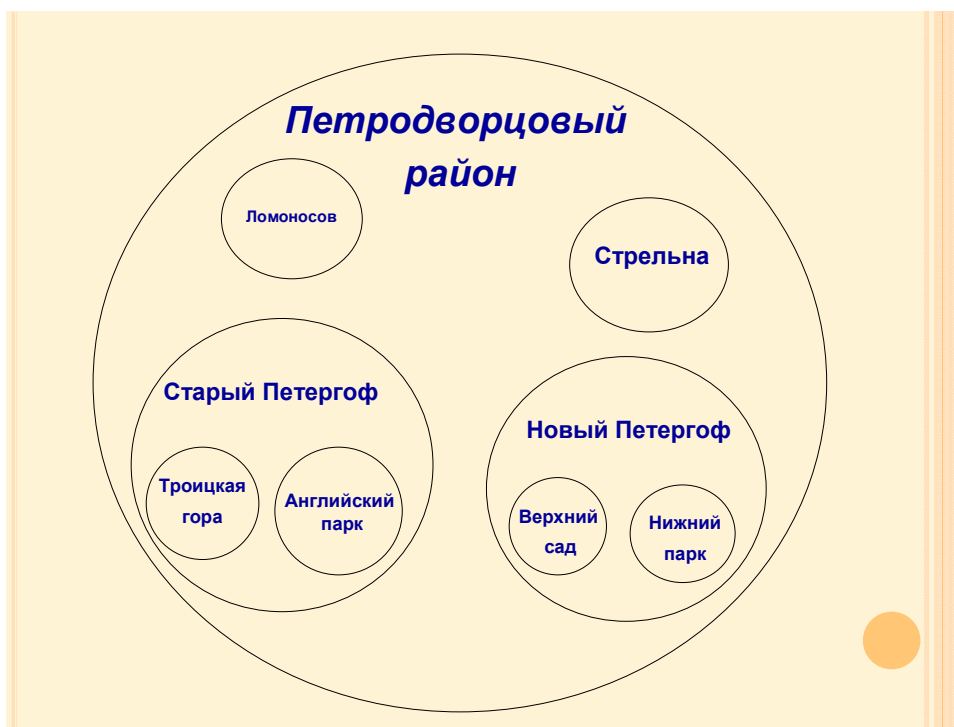 Петродворцовый
район
Ломоносов
Стрельна
Старый Петергоф
Троицкая
гора
Английский
парк
Новый Петергоф
Верхний
сад
Нижний
парк